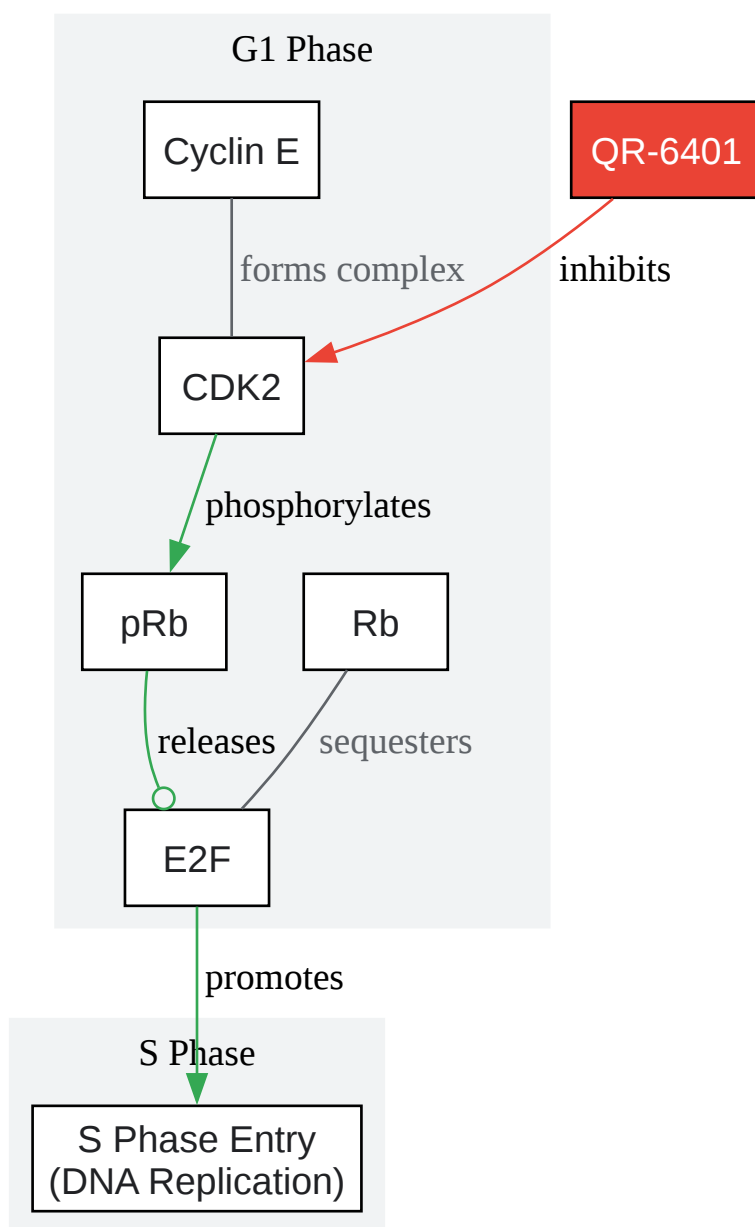 G1 Phase
Cyclin E
QR-6401
forms complex
inhibits
CDK2
phosphorylates
pRb
Rb
releases
sequesters
E2F
promotes
S Phase
S Phase Entry
(DNA Replication)